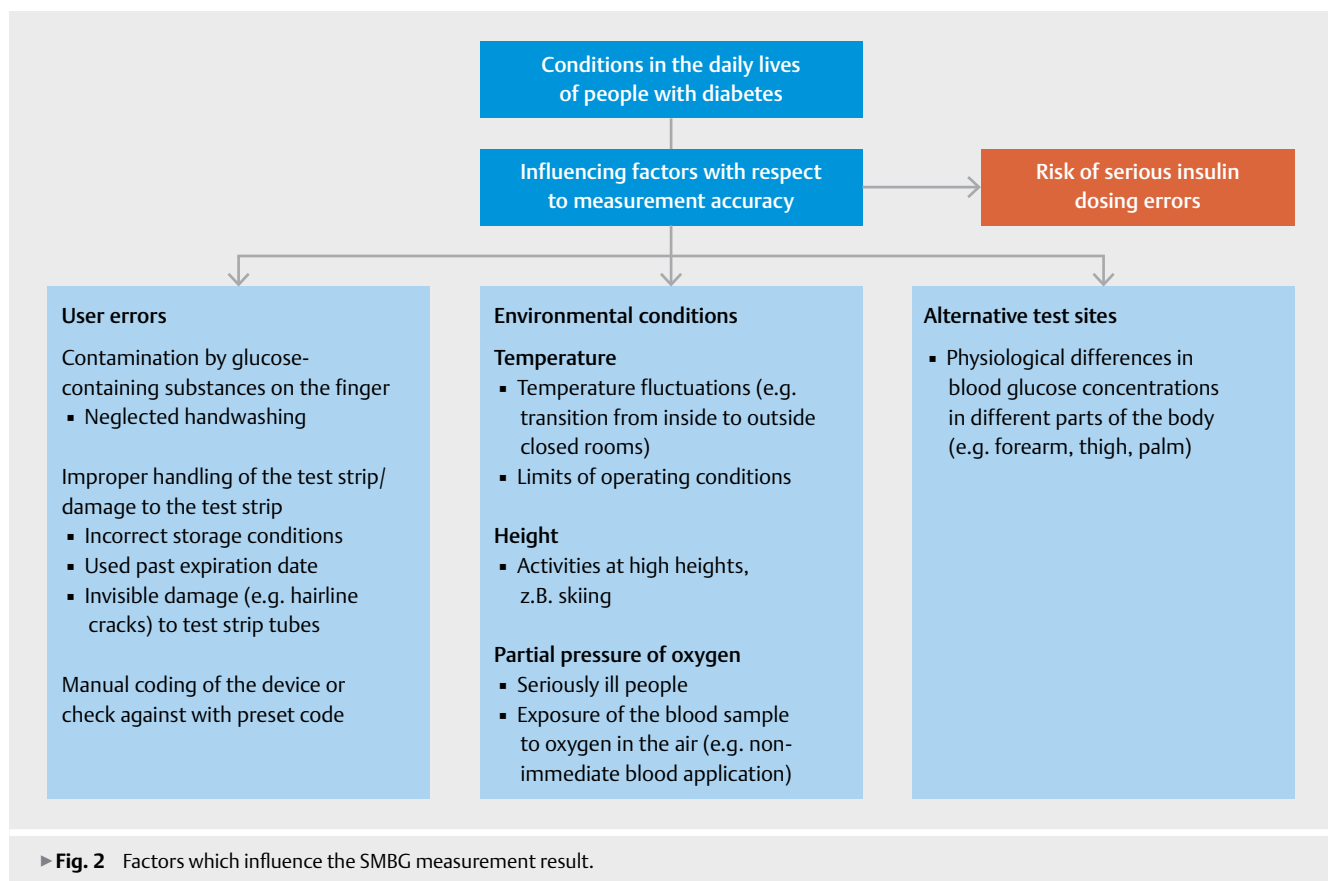 Conditions in the daily lives
of people with diabetes
Influencing factors with respect
to measurement accuracy
Risk of serious insulin
dosing errors
User errors
Contamination by glucose-
containing substances on the finger
▪ Neglected handwashing
Improper handling of the test strip/
damage to the test strip
▪ Incorrect storage conditions
▪ Used past expiration date
▪ Invisible damage (e.g. hairline
cracks) to test strip tubes
Manual coding of the device or
check against with preset code
Environmental conditions
Temperature
▪ Temperature fluctuations (e.g.
transition from inside to outside
closed rooms)
▪ Limits of operating conditions
Height
▪ Activities at high heights,
z.B. skiing
Partial pressure of oxygen
▪ Seriously ill people
▪ Exposure of the blood sample
to oxygen in the air (e.g. non-
immediate blood application)
Alternative test sites
▪ Physiological differences in
blood glucose concentrations
in different parts of the body
(e.g. forearm, thigh, palm)
▶Fig. 2 Factors which influence the SMBG measurement result.